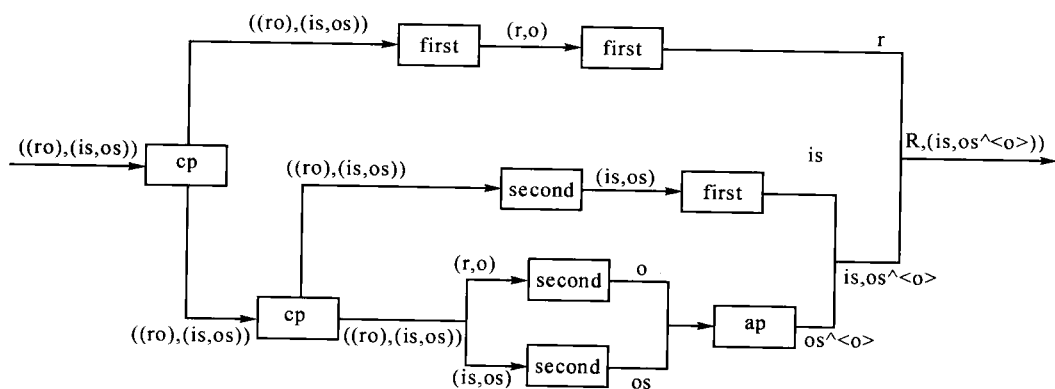 ((ro),(is,os))
first
(r,o)
first
r
((ro),(is,os))
cp
R,(is,os^<o>))
is
((ro),(is,os))
second
(is,os)
first
(r,o)
second
o
is,os^<o>
((ro),(is,os))
cp
((ro),(is,os))
ap
os^<o>
(is,os)
second
os